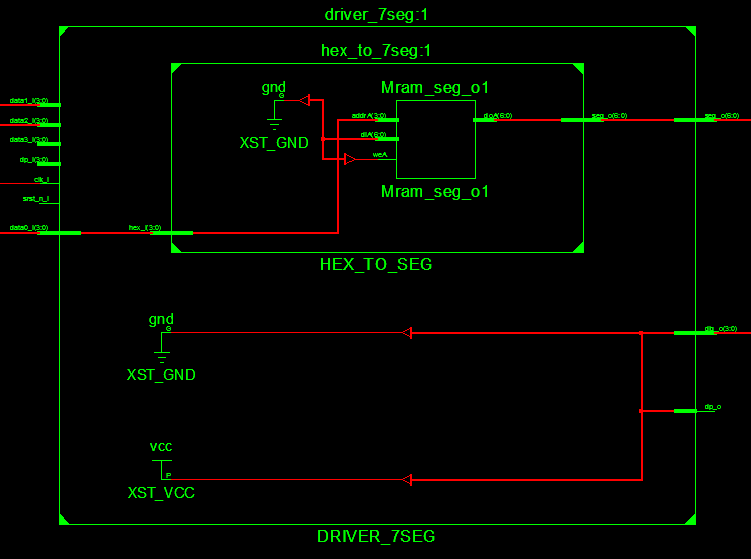 driver_7seg:1
hex_to_7seg:1
gnd
G
XST_GND
Mram_seg_o1
addrA(3:0)
diA(6:0)
weA
doA(6:0)
Mram_seg_o1
seg_o(6:0)
seg_o(6:0)
data1_i(3:0)
data2_i(3:0)
data3_i(3:0)
dp_i(3:0)
clk_i
srst_n_i
data0_i(3:0)
hex_i(3:0)
HEX_TO_SEG
gnd
G
XST_GND
dig_o(3:0)
dp_o
vcc
P
XST_VCC
DRIVER_7SEG